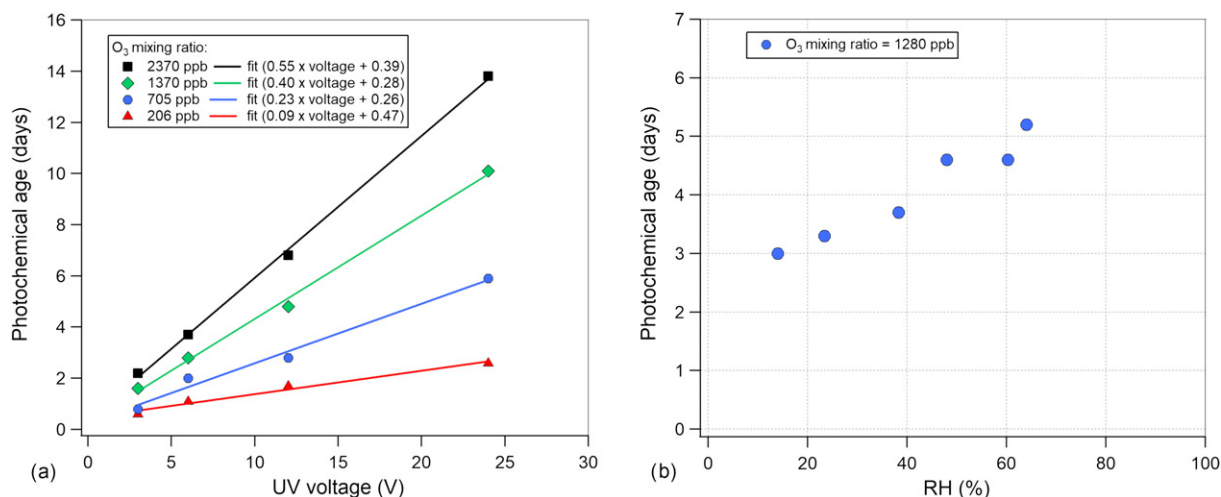 O3 mixing ratio:
2370 ppb fit (0.55 x voltage + 0.39)
1370 ppb fit (0.40 x voltage + 0.28)
705 ppb fit (0.23 x voltage + 0.26)
206 ppb fit (0.09 x voltage + 0.47)
Photochemical age (days)
16
14
12
10
8
6
4
2
0
0 5 10 15 20 25 30
UV voltage (V)
(a)
O3 mixing ratio = 1280 ppb
Photochemical age (days)
7
6
5
4
3
2
1
0
0 20 40 60 80 100
RH (%)
(b)